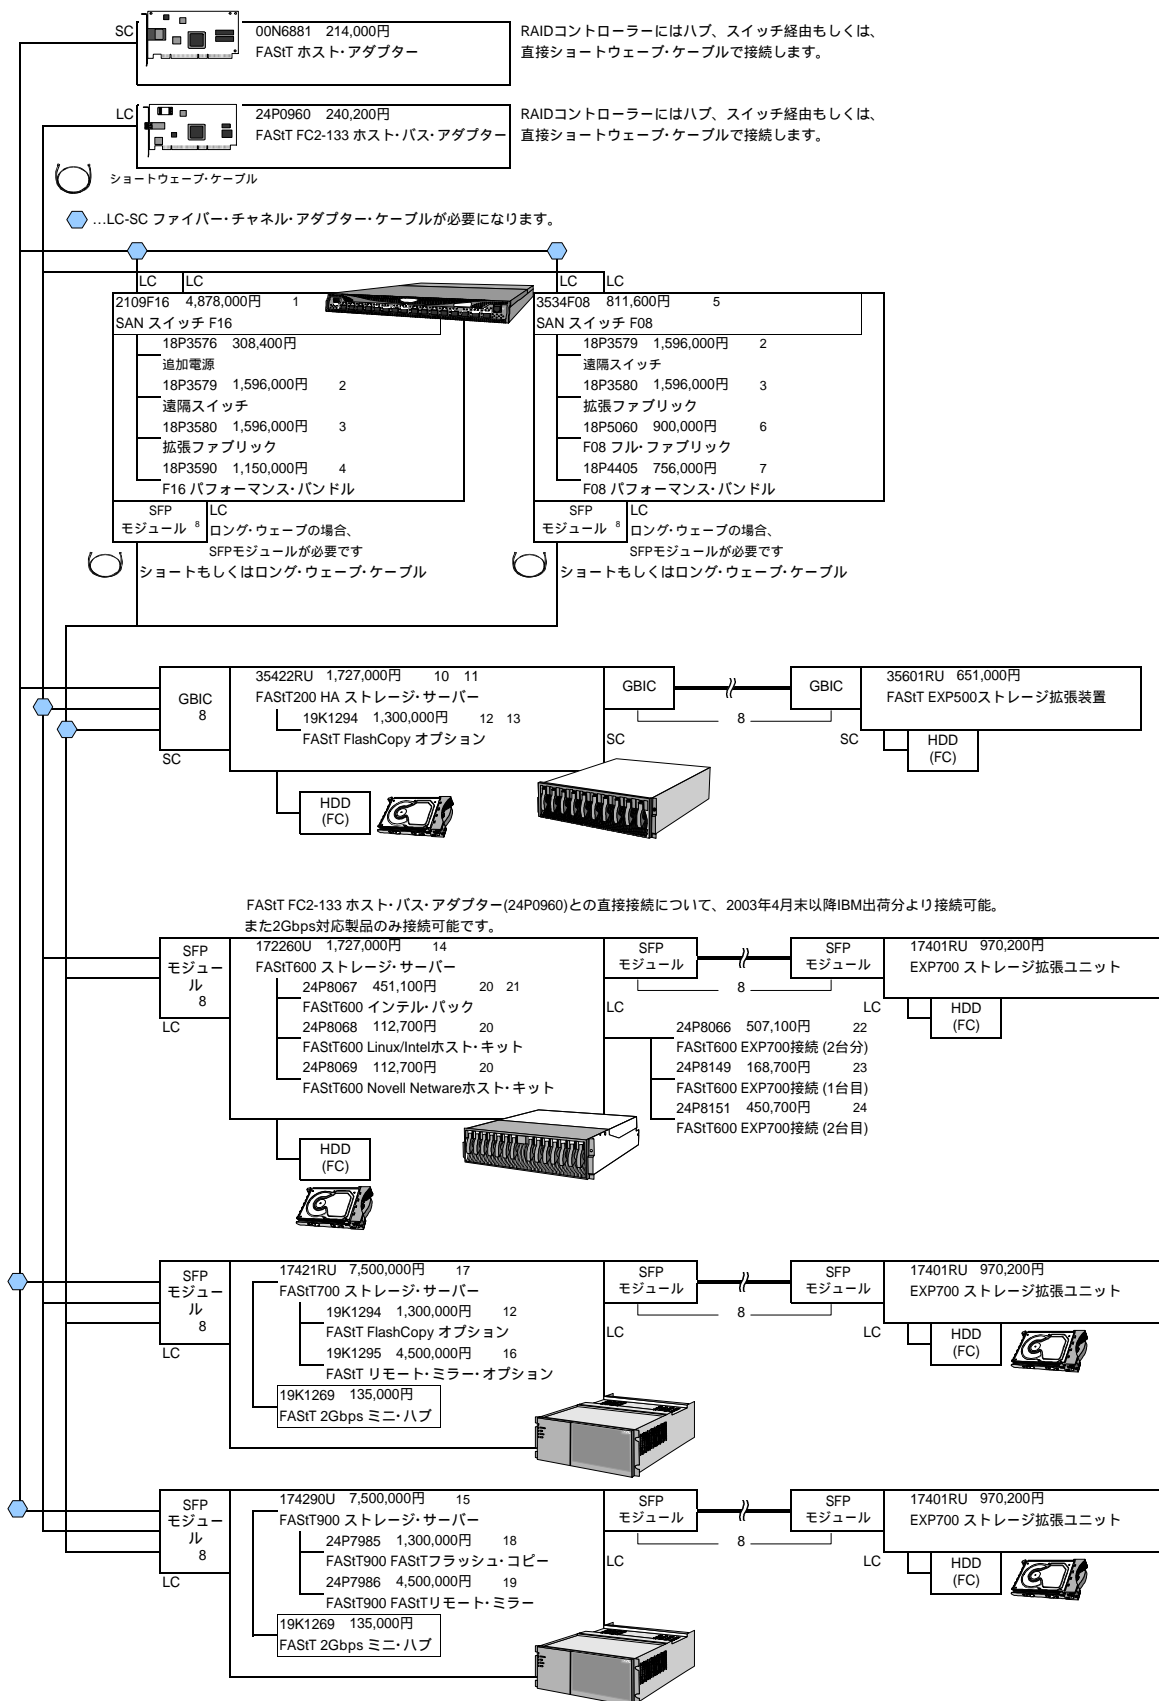 SC
00N6881 214,000円
FAStT ホスト・アダプター
RAIDコントローラーにはハブ、スイッチ経由もしくは、
直接ショートウェーブ・ケーブルで接続します。
LC
24P0960 240,200円
FAStT FC2-133 ホスト・バス・アダプター
RAIDコントローラーにはハブ、スイッチ経由もしくは、
直接ショートウェーブ・ケーブルで接続します。
ショートウェーブ・ケーブル
...LC-SC ファイバー・チャネル・アダプター・ケーブルが必要になります。
LC LC
2109F16 4,878,000円 1
SAN スイッチ F16
18P3576 308,400円
追加電源
18P3579 1,596,000円 2
遠隔スイッチ
18P3580 1,596,000円 3
拡張ファブリック
18P3590 1,150,000円 4
F16 パフォーマンス・バンドル
SFP
モジュール 8
LC
ロング・ウェーブの場合、
SFPモジュールが必要です
ショートもしくはロング・ウェーブ・ケーブル
LC LC
3534F08 811,600円 5
SAN スイッチ F08
18P3579 1,596,000円 2
遠隔スイッチ
18P3580 1,596,000円 3
拡張ファブリック
18P5060 900,000円 6
F08 フル・ファブリック
18P4405 756,000円 7
F08 パフォーマンス・バンドル
SFP
モジュール 8
LC
ロング・ウェーブの場合、
SFPモジュールが必要です
ショートもしくはロング・ウェーブ・ケーブル
GBIC
8
SC
35422RU 1,727,000円 10 11
FAStT200 HA ストレージ・サーバー
19K1294 1,300,000円 12 13
FAStT FlashCopy オプション
HDD
(FC)
GBIC
SC
8
GBIC
SC
35601RU 651,000円
FAStT EXP500ストレージ拡張装置
HDD
(FC)
FAStT FC2-133 ホスト・バス・アダプター(24P0960)との直接接続について、2003年4月末以降IBM出荷分より接続可能。
また2Gbps対応製品のみ接続可能です。
SFP
モジュー
ル
8
LC
172260U 1,727,000円 14
FAStT600 ストレージ・サーバー
24P8067 451,100円 20 21
FAStT600 インテル・パック
24P8068 112,700円 20
FAStT600 Linux/Intelホスト・キット
24P8069 112,700円 20
FAStT600 Novell Netwareホスト・キット
HDD
(FC)
SFP
モジュール
LC
8
SFP
モジュール
LC
17401RU 970,200円
EXP700 ストレージ拡張ユニット
HDD
(FC)
24P8066 507,100円 22
FAStT600 EXP700接続 (2台分)
24P8149 168,700円 23
FAStT600 EXP700接続 (1台目)
24P8151 450,700円 24
FAStT600 EXP700接続 (2台目)
SFP
モジュー
ル
8
LC
17421RU 7,500,000円 17
FAStT700 ストレージ・サーバー
19K1294 1,300,000円 12
FAStT FlashCopy オプション
19K1295 4,500,000円 16
FAStT リモート・ミラー・オプション
19K1269 135,000円
FAStT 2Gbps ミニ・ハブ
SFP
モジュール
LC
8
SFP
モジュール
LC
17401RU 970,200円
EXP700 ストレージ拡張ユニット
HDD
(FC)
SFP
モジュー
ル
8
LC
174290U 7,500,000円 15
FAStT900 ストレージ・サーバー
24P7985 1,300,000円 18
FAStT900 FAStTフラッシュ・コピー
24P7986 4,500,000円 19
FAStT900 FAStTリモート・ミラー
19K1269 135,000円
FAStT 2Gbps ミニ・ハブ
SFP
モジュール
LC
8
SFP
モジュール
LC
17401RU 970,200円
EXP700 ストレージ拡張ユニット
HDD
(FC)